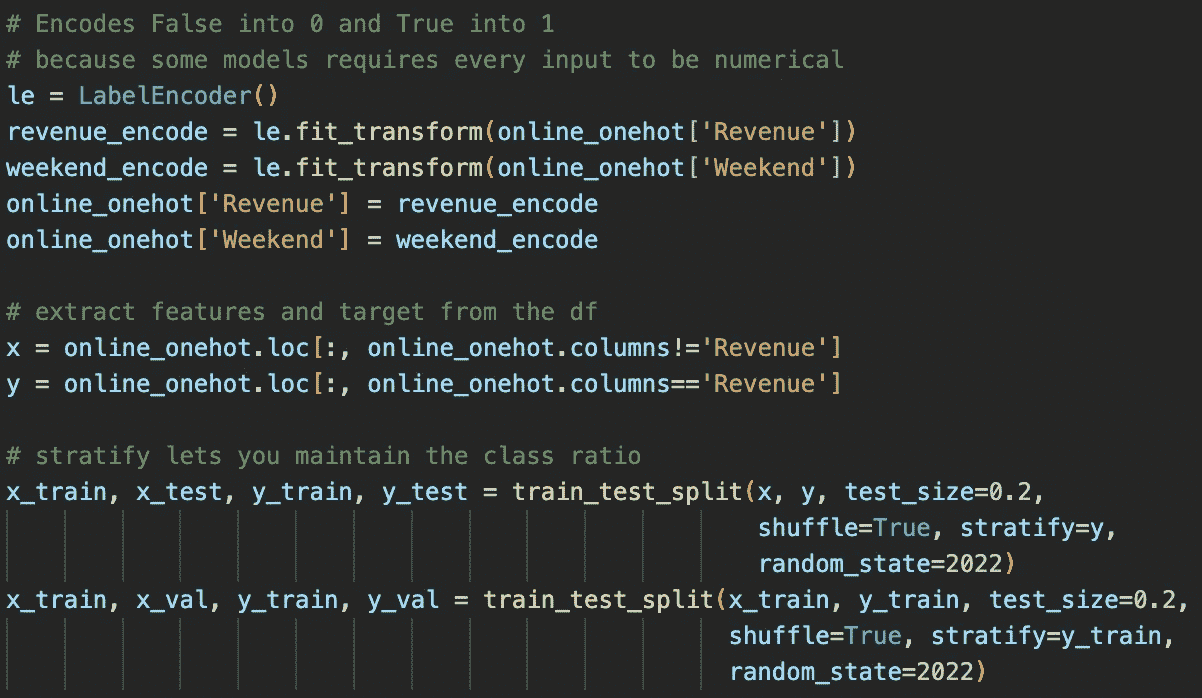 # Encodes False into 0 and True into 1
# because some models requires every input to be numerical
le = LabelEncoder()
revenue_encode = le.fit_transform(online_onehot['Revenue'])
weekend_encode = le.fit_transform(online_onehot['Weekend'])
online_onehot['Revenue'] = revenue_encode
online_onehot['Weekend'] = weekend_encode
# extract features and target from the df
x = online_onehot.loc[:, online_onehot.columns!='Revenue']
y = online_onehot.loc[:, online_onehot.columns=='Revenue']
# stratify lets you maintain the class ratio
x_train, x_test, y_train, y_test = train_test_split(x, y, test_size=0.2,
shuffle=True, stratify=y,
random_state=2022)
x_train, x_val, y_train, y_val = train_test_split(x_train, y_train, test_size=0.2,
shuffle=True, stratify=y_train,
random_state=2022)